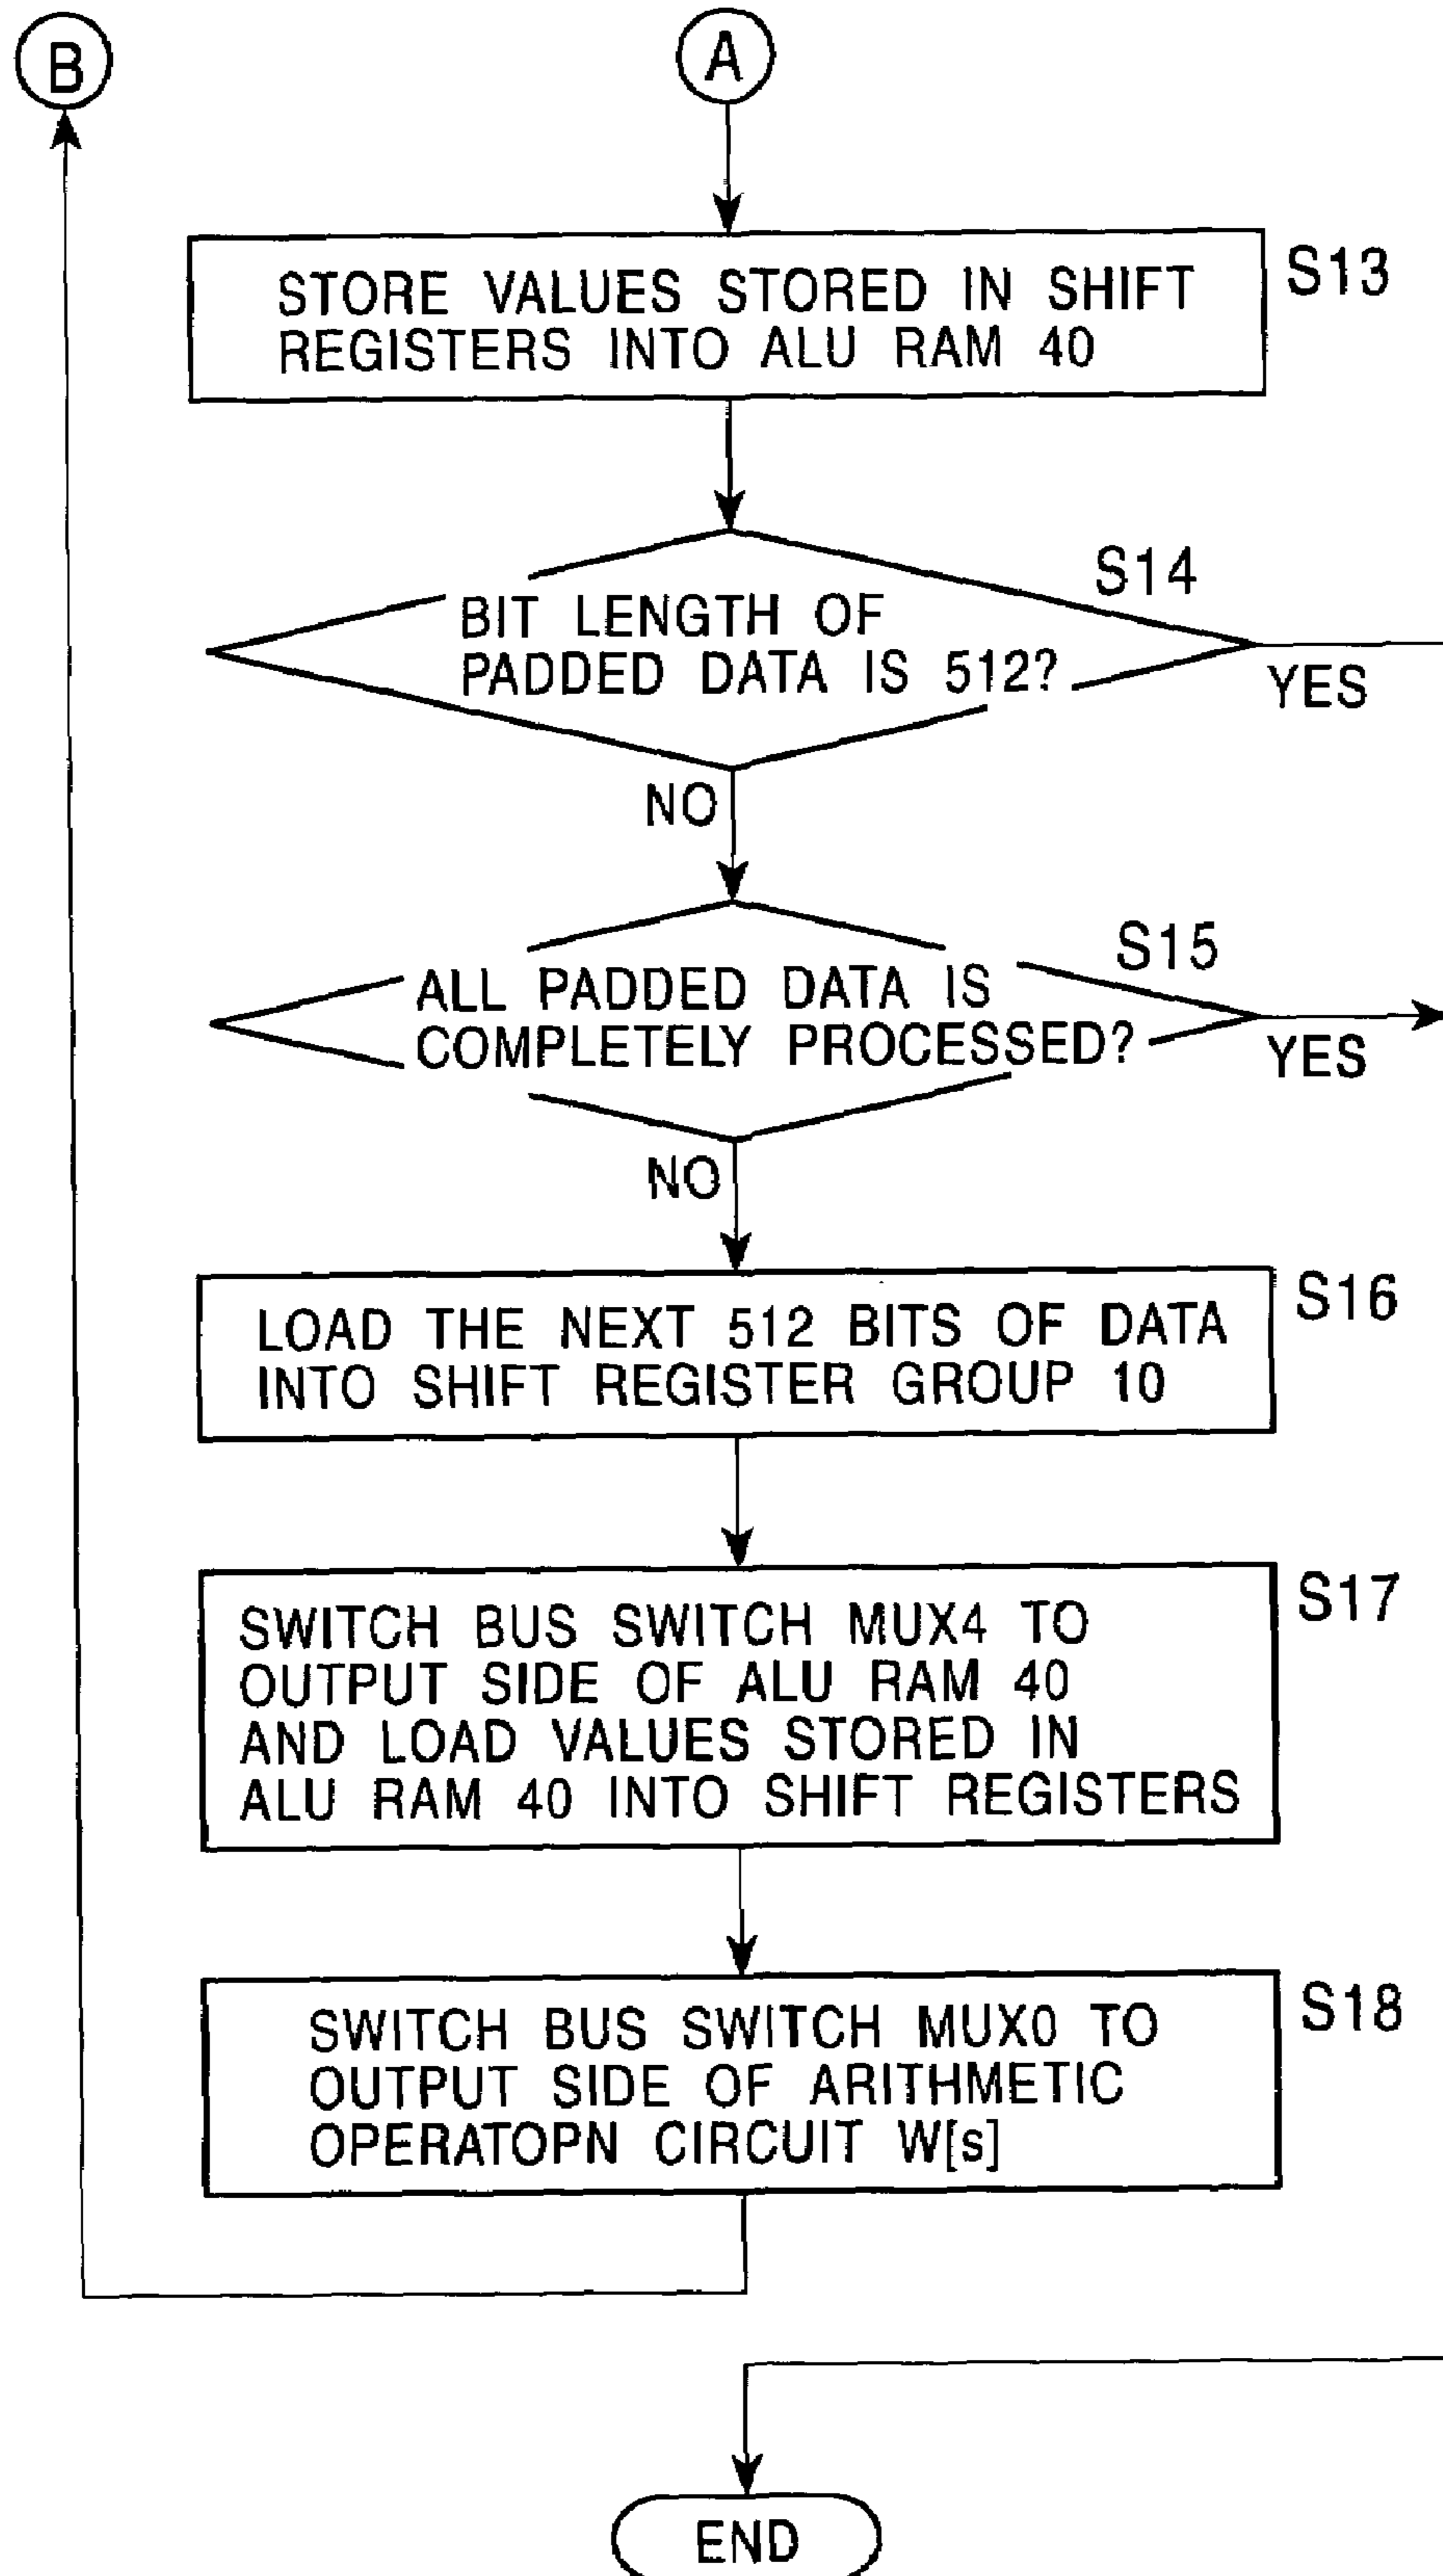 B
A
STORE VALUES STORED IN SHIFT
REGISTERS INTO ALU RAM 40
S13
BIT LENGTH OF
PADDED DATA IS 512?
S14
YES
NO
ALL PADDED DATA IS
COMPLETELY PROCESSED?
S15
YES
NO
LOAD THE NEXT 512 BITS OF DATA
INTO SHIFT REGISTER GROUP 10
S16
SWITCH BUS SWITCH MUX4 TO
OUTPUT SIDE OF ALU RAM 40
AND LOAD VALUES STORED IN
ALU RAM 40 INTO SHIFT REGISTERS
S17
SWITCH BUS SWITCH MUX0 TO
OUTPUT SIDE OF ARITHMETIC
OPERATOPN CIRCUIT W[s]
S18
END